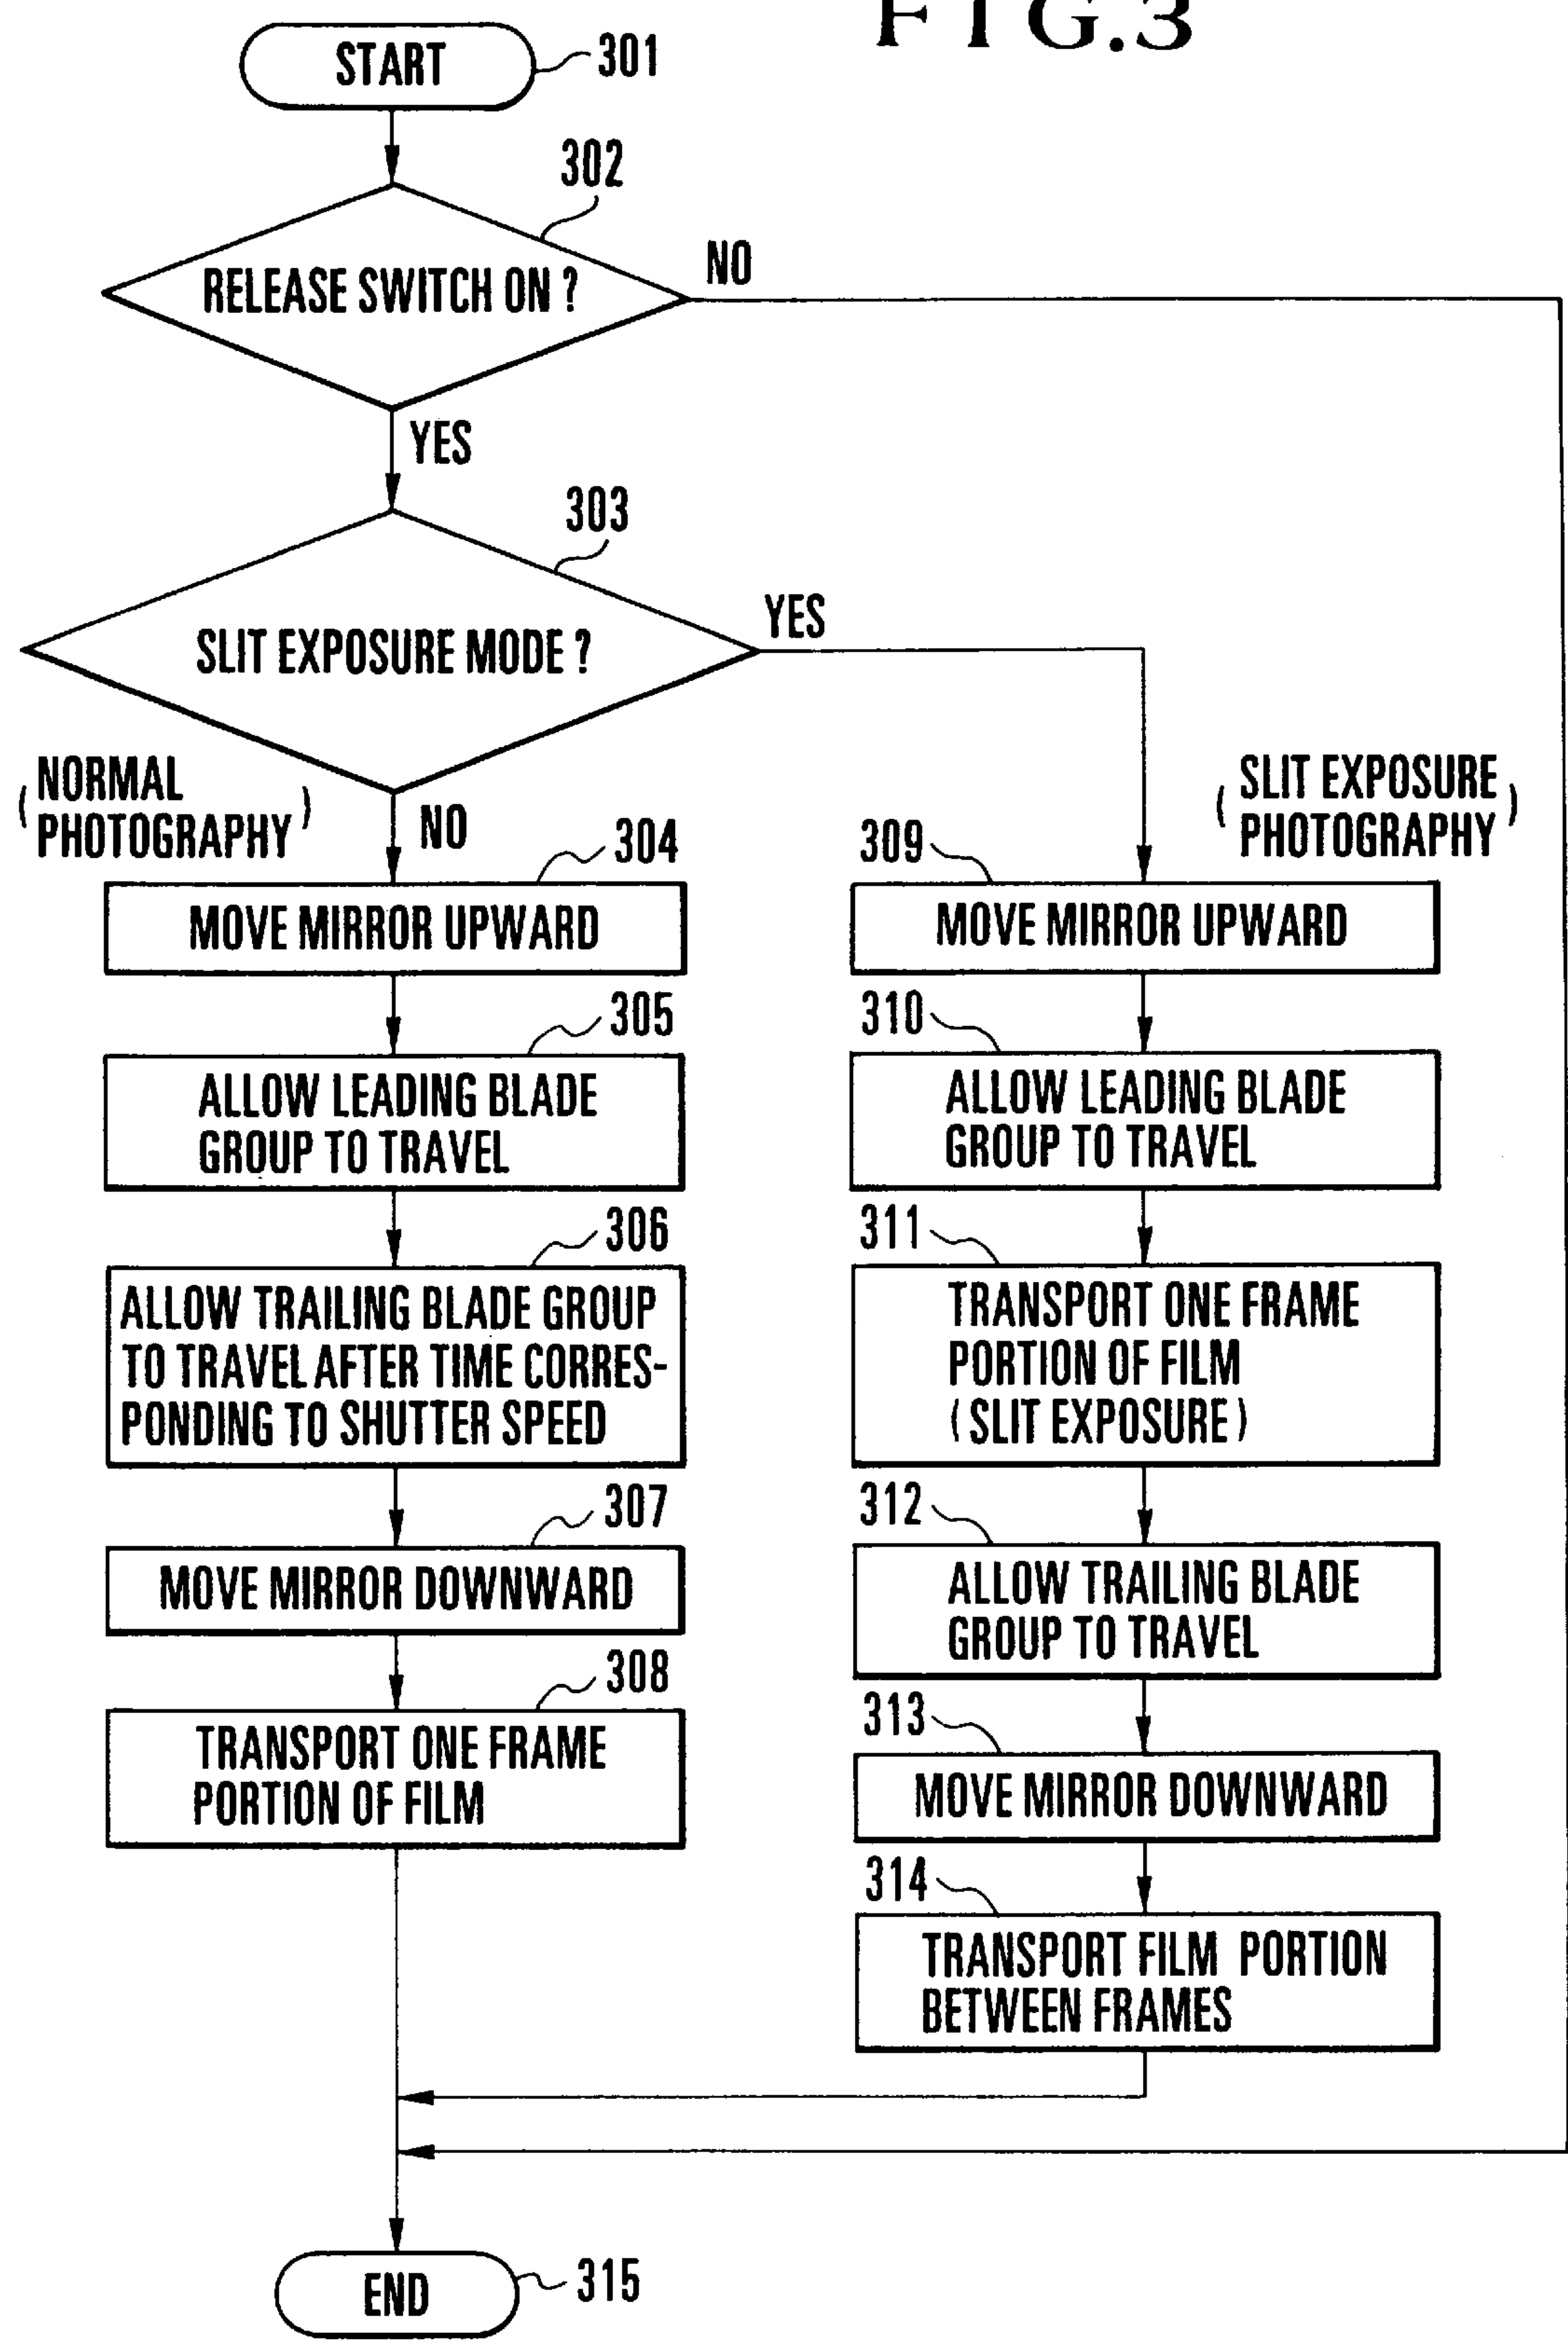 FIG.3
START
301
302
RELEASE SWITCH ON ?
NO
YES
303
SLIT EXPOSURE MODE ?
YES
(NORMAL
PHOTOGRAPHY)
NO
(SLIT EXPOSURE
PHOTOGRAPHY)
304
MOVE MIRROR UPWARD
305
ALLOW LEADING BLADE
GROUP TO TRAVEL
306
ALLOW TRAILING BLADE GROUP
TO TRAVEL AFTER TIME CORRES-
PONDING TO SHUTTER SPEED
307
MOVE MIRROR DOWNWARD
308
TRANSPORT ONE FRAME
PORTION OF FILM
309
MOVE MIRROR UPWARD
310
ALLOW LEADING BLADE
GROUP TO TRAVEL
311
TRANSPORT ONE FRAME
PORTION OF FILM
(SLIT EXPOSURE)
312
ALLOW TRAILING BLADE
GROUP TO TRAVEL
313
MOVE MIRROR DOWNWARD
314
TRANSPORT FILM PORTION
BETWEEN FRAMES
END
315